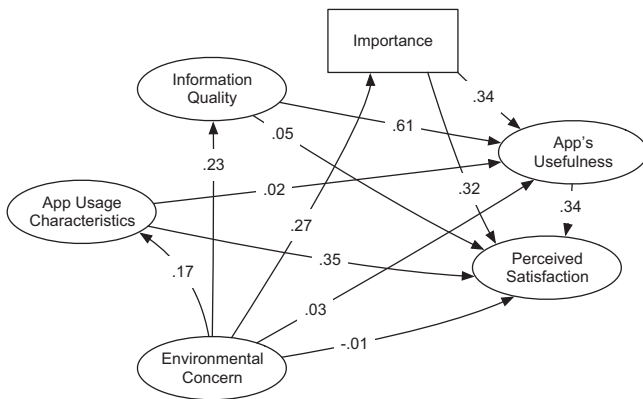 Importance
Information
Quality
.34
.05
.61
App's
Usefulness
.23
.02
.32
App Usage
Characteristics
.34
.27
.35
Perceived
Satisfaction
.17
.03
-.01
Environmental
Concern